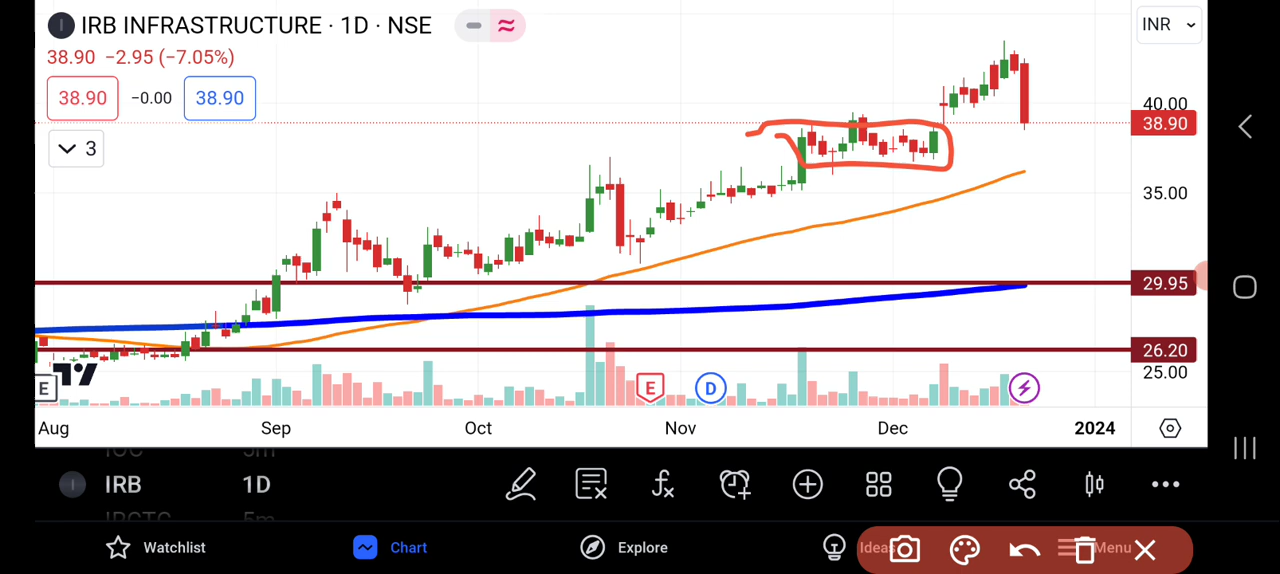 I IRB INFRASTRUCTURE · 1D · NSE
INR
38.90 −2.95 (−7.05%)
38.90 −0.00 38.90
3
40.00
38.90
35.00
29.95
26.20
25.00
E E D
Aug Sep Oct Nov Dec 2024
I IRB 1D
Watchlist Chart Explore Ideas Menu